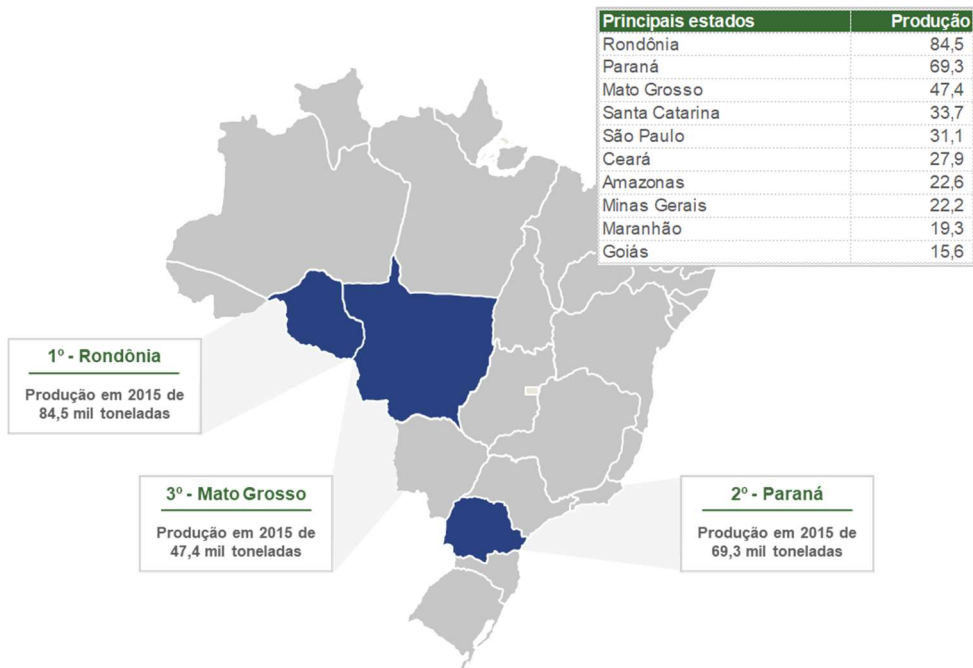 Principais estados Produção
Rondônia 84,5
Paraná 69,3
Mato Grosso 47,4
Santa Catarina 33,7
São Paulo 31,1
Ceará 27,9
Amazonas 22,6
Minas Gerais 22,2
Maranhão 19,3
Goiás 15,6
1º - Rondônia
Produção em 2015 de
84,5 mil toneladas
3º - Mato Grosso
Produção em 2015 de
47,4 mil toneladas
2º - Paraná
Produção em 2015 de
69,3 mil toneladas